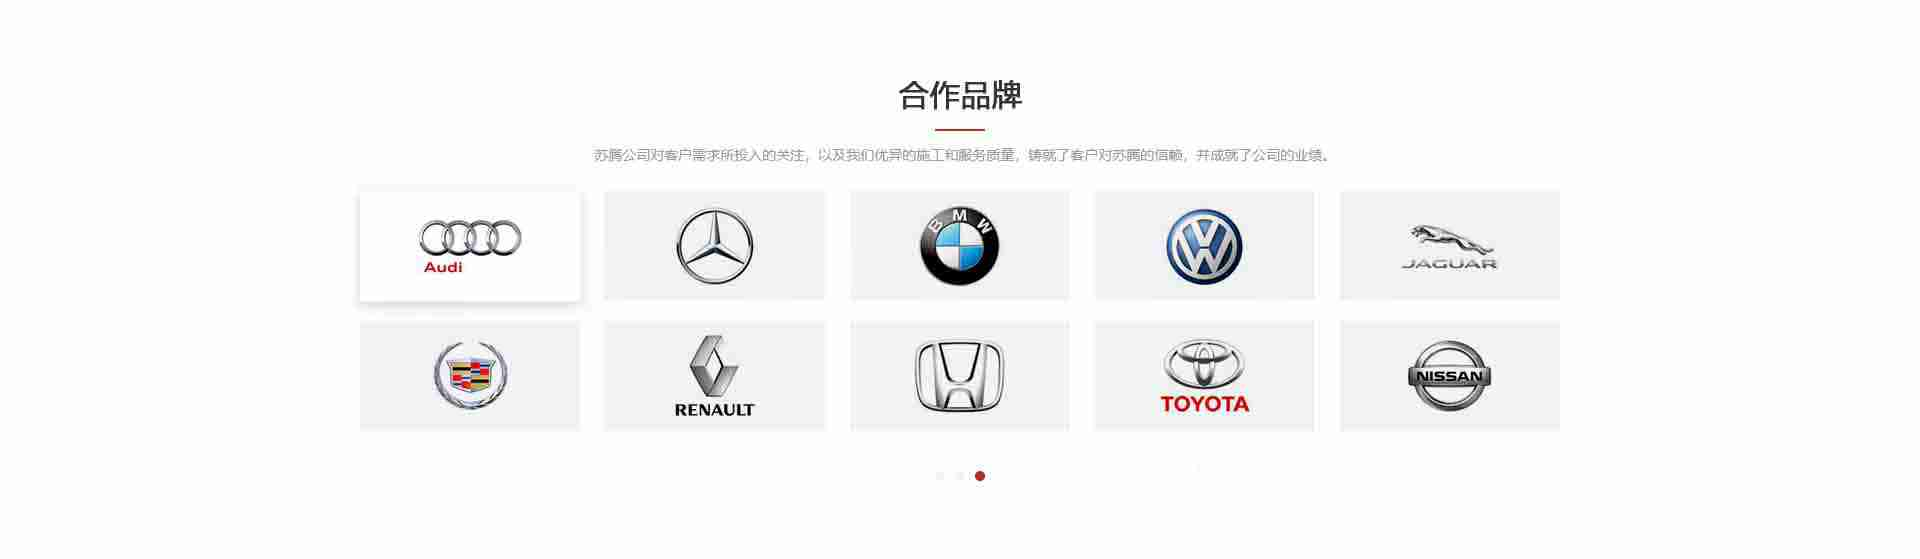 合作品牌
苏腾公司对客户需求所投入的关注，以及我们优异的施工和服务质量，铸就了客户对苏腾的信赖，并成就了公司的业绩。
Audi
BMW
JAGUAR
RENAULT
TOYOTA
NISSAN